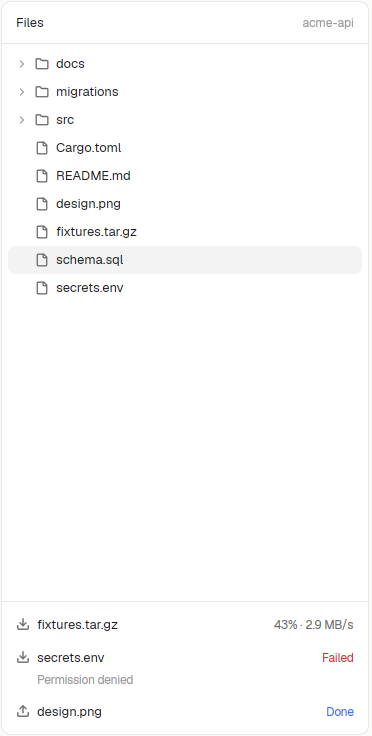 Files acme-api
docs
migrations
src
Cargo.toml
README.md
design.png
fixtures.tar.gz
schema.sql
secrets.env
fixtures.tar.gz 43% · 2.9 MB/s
secrets.env Failed
Permission denied
design.png Done